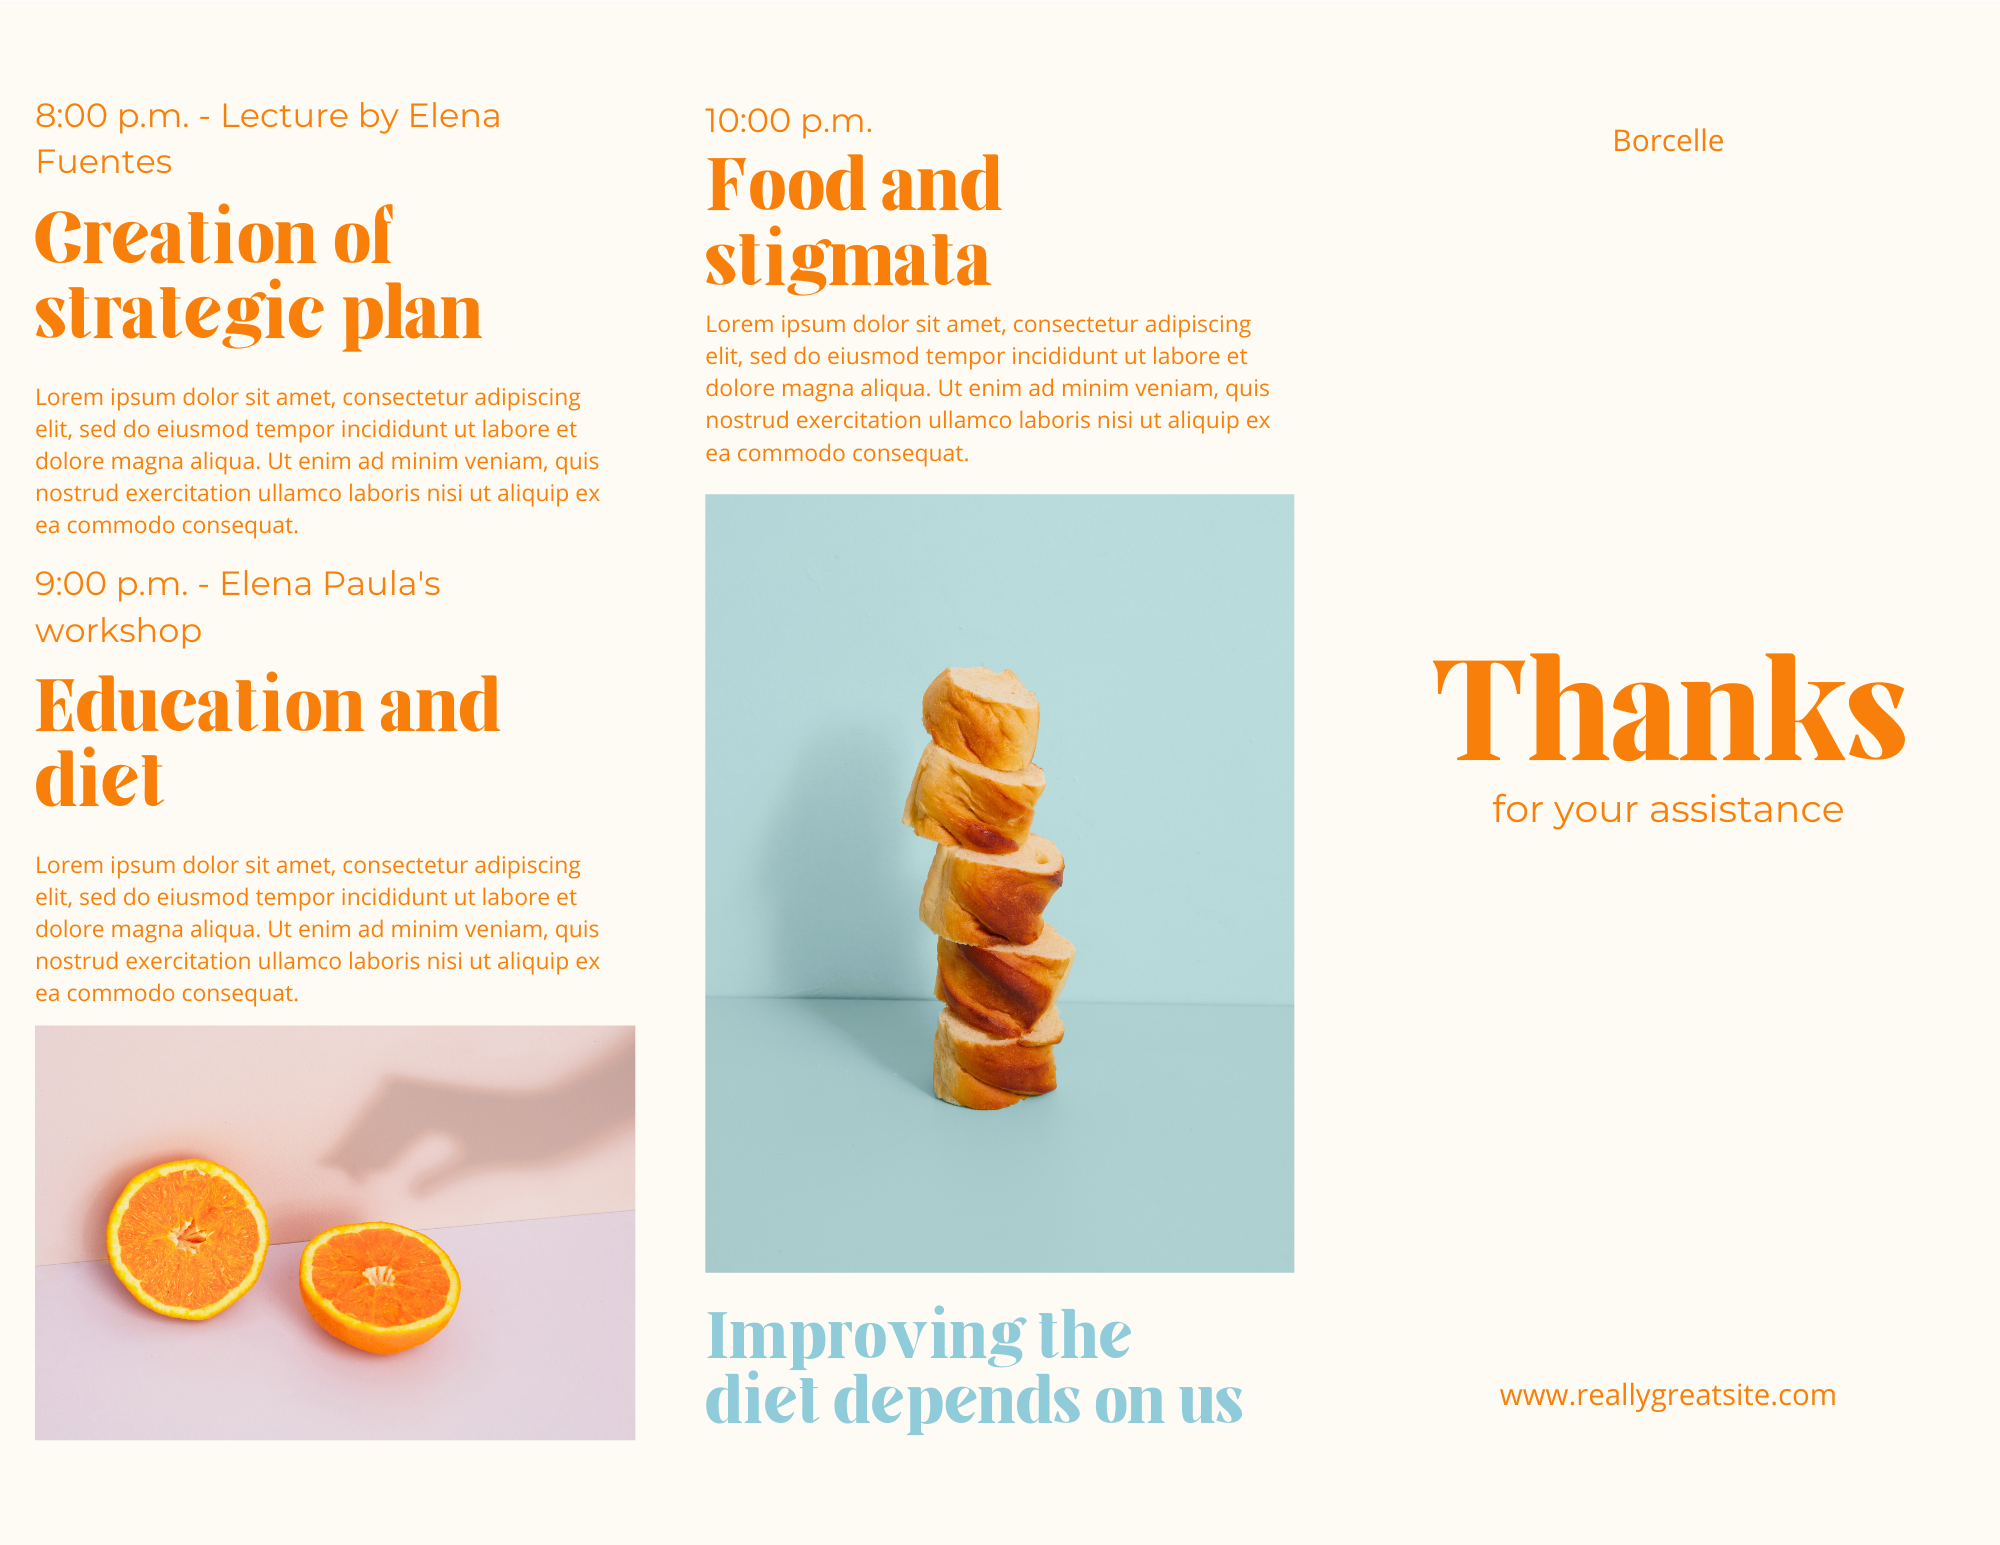 8:00 p.m. - Lecture by Elena
Fuentes
Creation of
strategic plan
Lorem ipsum dolor sit amet, consectetur adipiscing
elit, sed do eiusmod tempor incididunt ut labore et
dolore magna aliqua. Ut enim ad minim veniam, quis
nostrud exercitation ullamco laboris nisi ut aliquip ex
ea commodo consequat.
9:00 p.m. - Elena Paula's
workshop
Education and
diet
Lorem ipsum dolor sit amet, consectetur adipiscing
elit, sed do eiusmod tempor incididunt ut labore et
dolore magna aliqua. Ut enim ad minim veniam, quis
nostrud exercitation ullamco laboris nisi ut aliquip ex
ea commodo consequat.
10:00 p.m.
Food and
stigmata
Lorem ipsum dolor sit amet, consectetur adipiscing
elit, sed do eiusmod tempor incididunt ut labore et
dolore magna aliqua. Ut enim ad minim veniam, quis
nostrud exercitation ullamco laboris nisi ut aliquip ex
ea commodo consequat.
Improving the
diet depends on us
Borcelle
Thanks
for your assistance
www.reallygreatsite.com